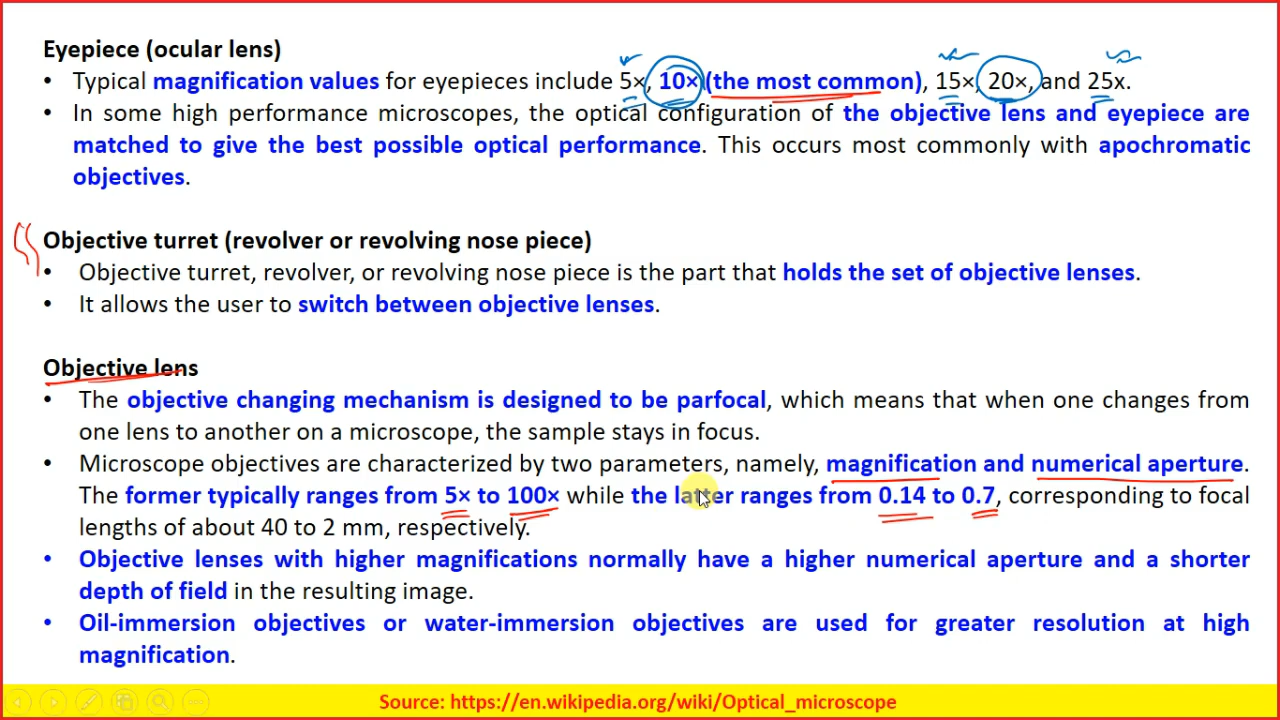 Eyepiece (ocular lens)
• Typical magnification values for eyepieces include 5×, 10× (the most common), 15×, 20×, and 25x.
• In some high performance microscopes, the optical configuration of the objective lens and eyepiece are
matched to give the best possible optical performance. This occurs most commonly with apochromatic
objectives.
Objective turret (revolver or revolving nose piece)
• Objective turret, revolver, or revolving nose piece is the part that holds the set of objective lenses.
• It allows the user to switch between objective lenses.
Objective lens
• The objective changing mechanism is designed to be parfocal, which means that when one changes from
one lens to another on a microscope, the sample stays in focus.
• Microscope objectives are characterized by two parameters, namely, magnification and numerical aperture.
The former typically ranges from 5× to 100× while the latter ranges from 0.14 to 0.7, corresponding to focal
lengths of about 40 to 2 mm, respectively.
• Objective lenses with higher magnifications normally have a higher numerical aperture and a shorter
depth of field in the resulting image.
• Oil-immersion objectives or water-immersion objectives are used for greater resolution at high
magnification.
Source: https://en.wikipedia.org/wiki/Optical_microscope